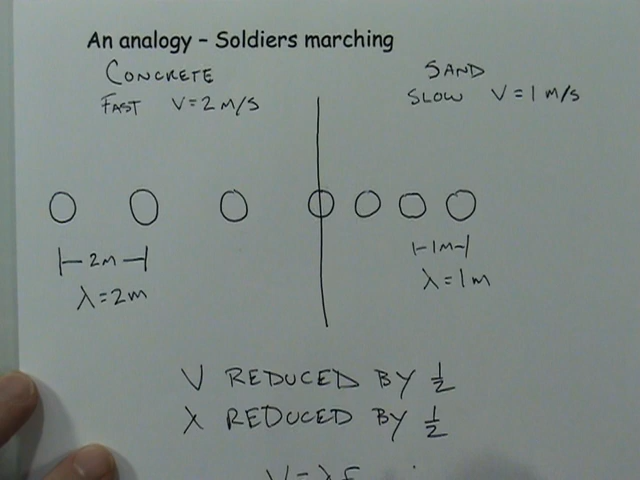 An analogy – Soldiers marching
CONCRETE
FAST V=2 M/S
SAND
SLOW V=1 M/S
2M
λ=2M
1M
λ=1M
V REDUCED BY 1/2
λ REDUCED BY 1/2
V=λF